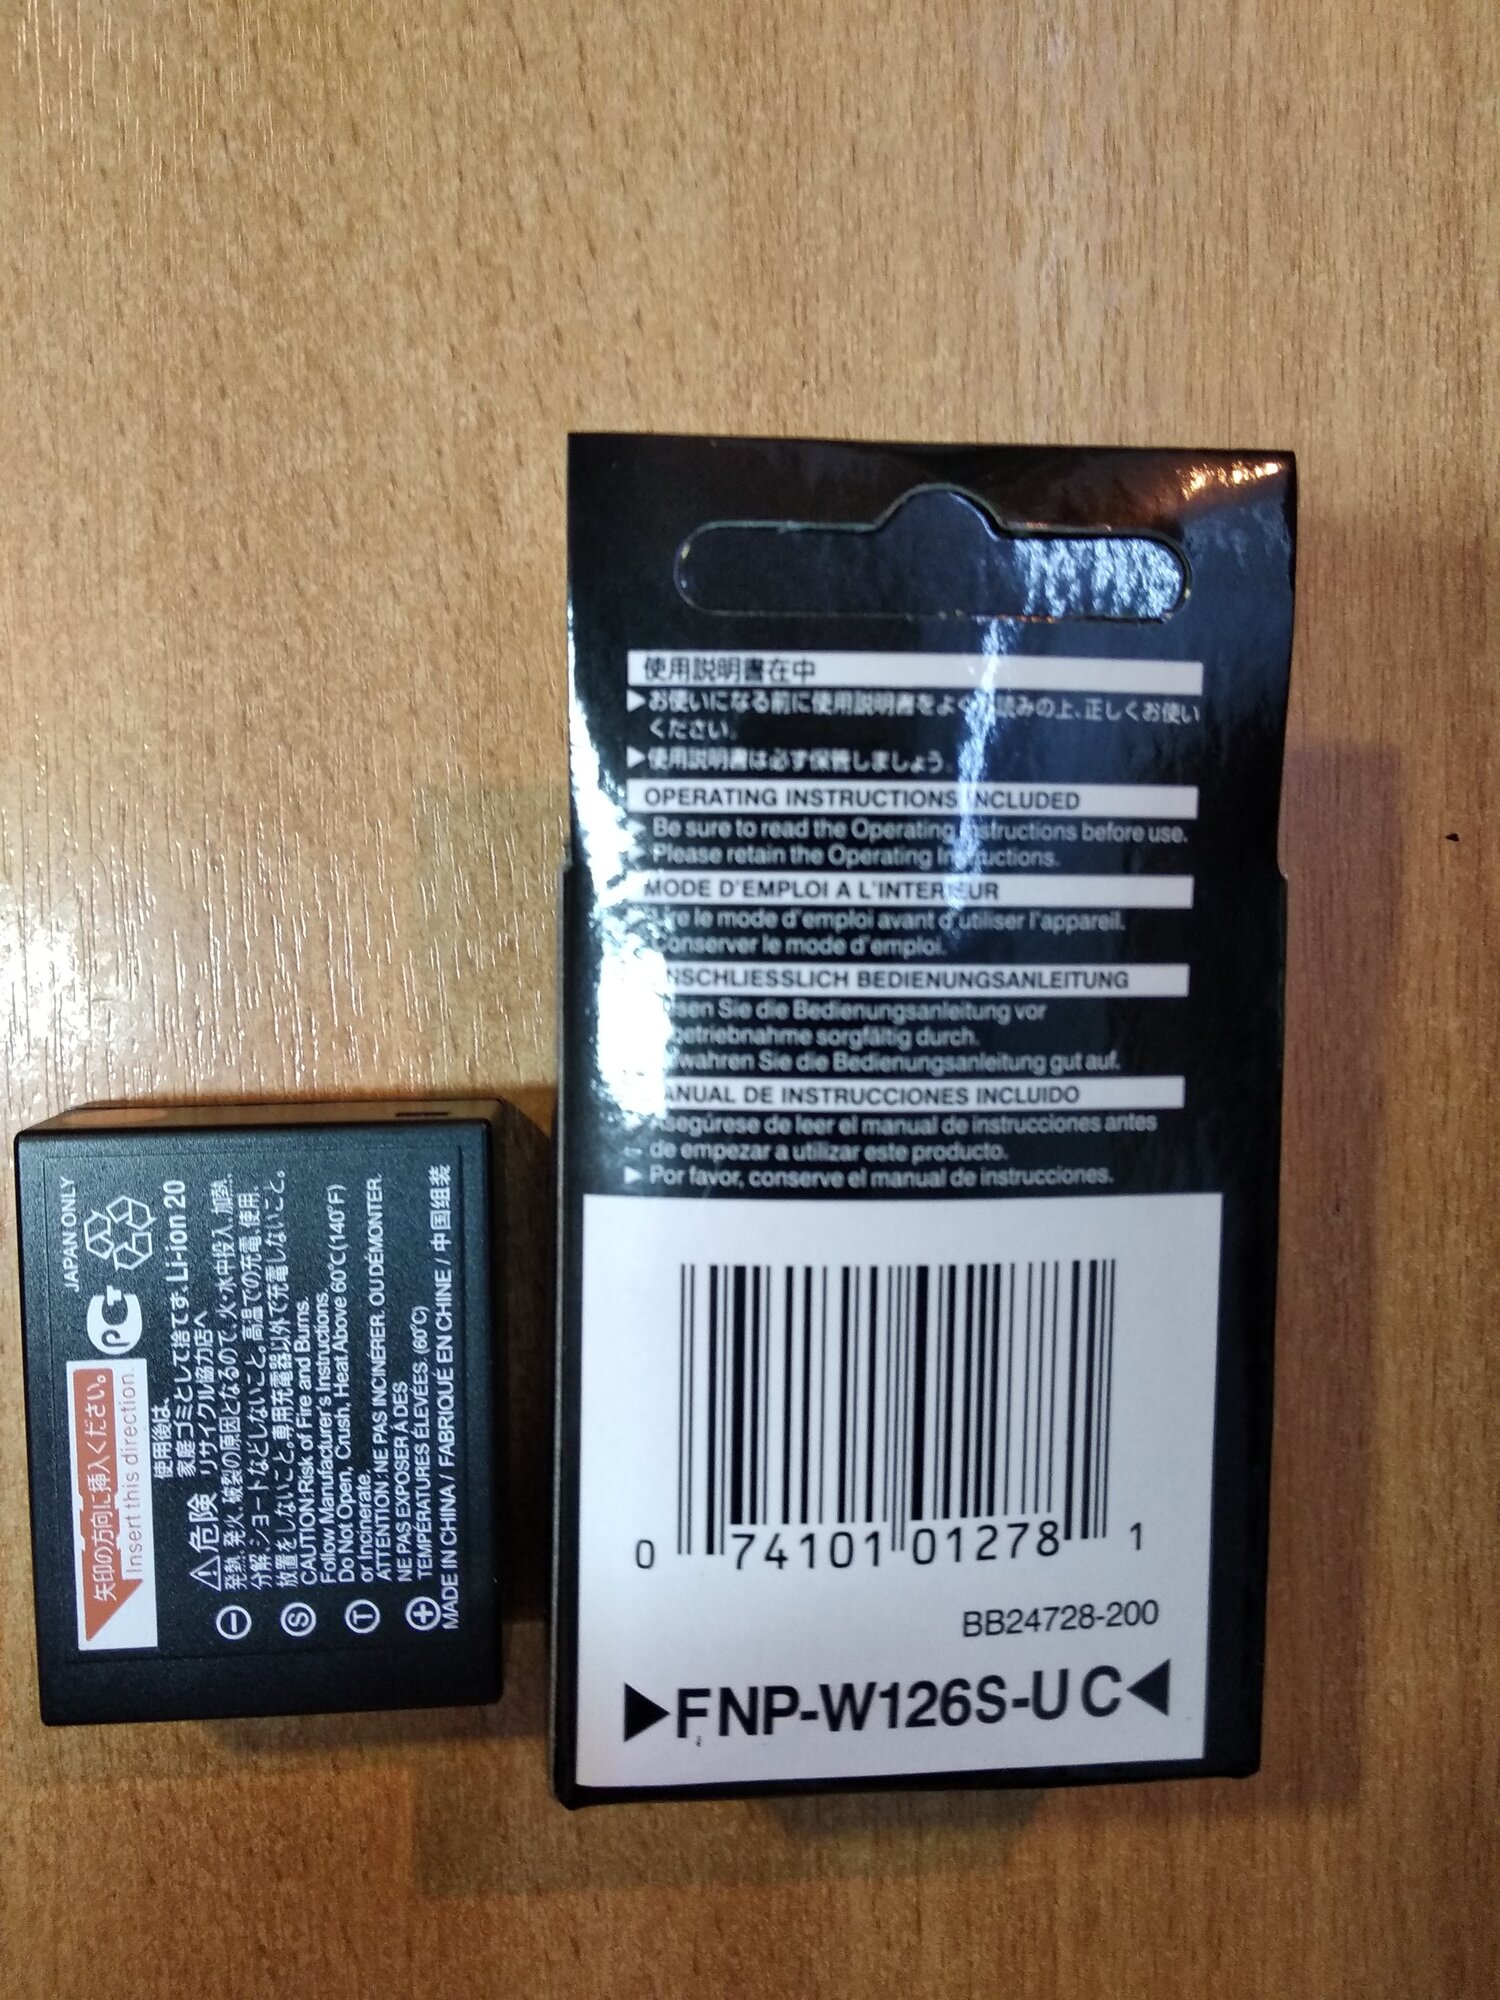 JAPAN ONLY
矢印の方向に挿入ください。
Insert this direction.
使用後は、
家庭ゴミとして捨てず、Li-ion 20
⚠危険 リサイクル協力店へ
発熱、発火、破裂の原因となるので、火・水中投入、加熱、
分解、ショートなどしないこと。高温での充電、使用、
放置をしないこと。専用充電器以外で充電しないこと。
CAUTION:Risk of Fire and Burns.
Follow Manufacturer's Instructions.
Do Not Open, Crush, Heat Above 60℃(140°F)
or Incinerate.
ATTENTION:NE PAS INCINÉRER. OU DÉMONTER.
NE PAS EXPOSER À DES
TEMPÉRATURES ÉLEVÉES. (60℃)
MADE IN CHINA / FABRIQUÉ EN CHINE / 中国组装
S
T
使用説明書在中
▶お使いになる前に使用説明書をよく 読みの上、正しくお使い
ください。
▶使用説明書は必ず保管しましょう。
OPERATING INSTRUCTIONS INCLUDED
▶ Be sure to read the Operating Instructions before use.
▶ Please retain the Operating Instructions.
MODE D'EMPLOI A L'INTERIEUR
le mode d'emploi avant d'utiliser l'appareil.
Conserver le mode d'emploi.
BEDIENUNGSANLEITUNG
Sie die Bedienungsanleitung vor
sorgfältig durch.
Sie die Bedienungsanleitung gut auf.
MANUAL DE INSTRUCCIONES INCLUIDO
Asegúrese de leer el manual de instrucciones antes
de empezar a utilizar este producto.
▶ Por favor, conserve el manual de instrucciones.
0 74101 01278 1
BB24728-200
▶FNP-W126S-UC◀